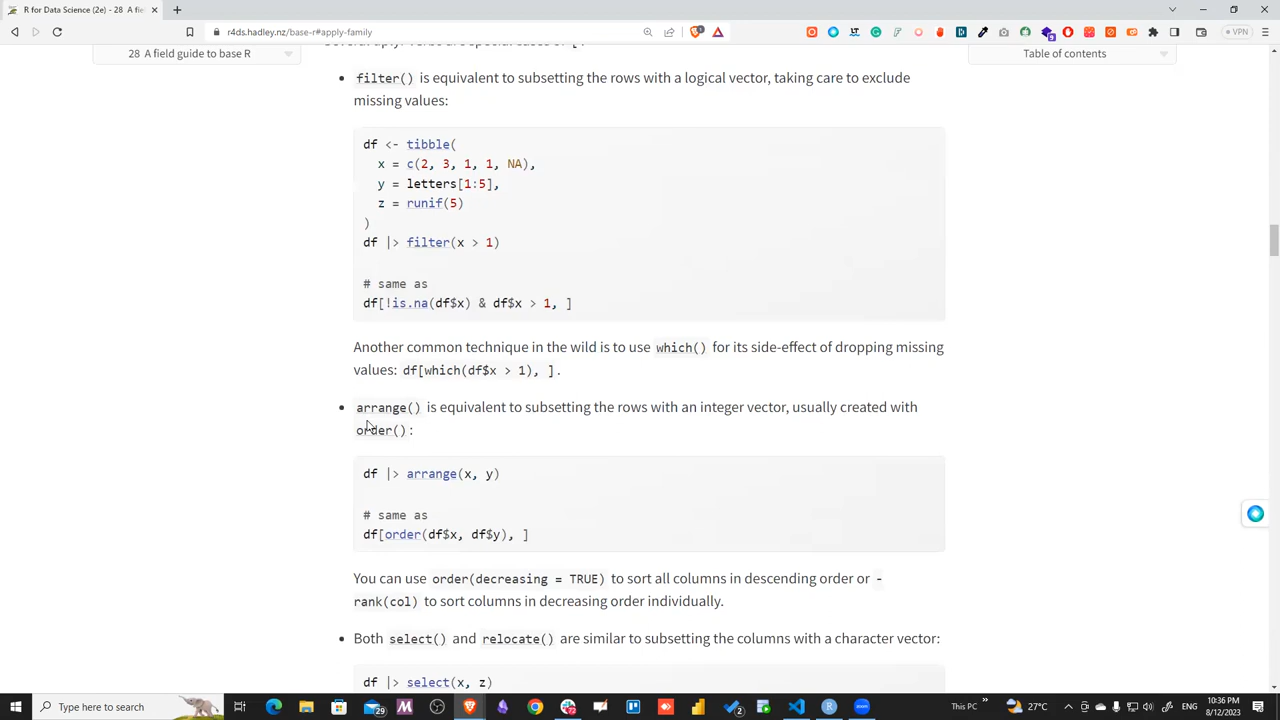 R for Data Science (2e) - 28 A fiel
r4ds.hadley.nz/base-r#apply-family
VPN
28 A field guide to base R
Table of contents
filter() is equivalent to subsetting the rows with a logical vector, taking care to exclude
missing values:
df <- tibble(
  x = c(2, 3, 1, 1, NA),
  y = letters[1:5],
  z = runif(5)
)
df |> filter(x > 1)
# same as
df[!is.na(df$x) & df$x > 1, ]
Another common technique in the wild is to use which() for its side-effect of dropping missing
values: df[which(df$x > 1), ].
arrange() is equivalent to subsetting the rows with an integer vector, usually created with
order():
df |> arrange(x, y)
# same as
df[order(df$x, df$y), ]
You can use order(decreasing = TRUE) to sort all columns in descending order or -
rank(col) to sort columns in decreasing order individually.
Both select() and relocate() are similar to subsetting the columns with a character vector:
df |> select(x, z)
Type here to search
29
2
This PC
27°C
10:36 PM
8/12/2023